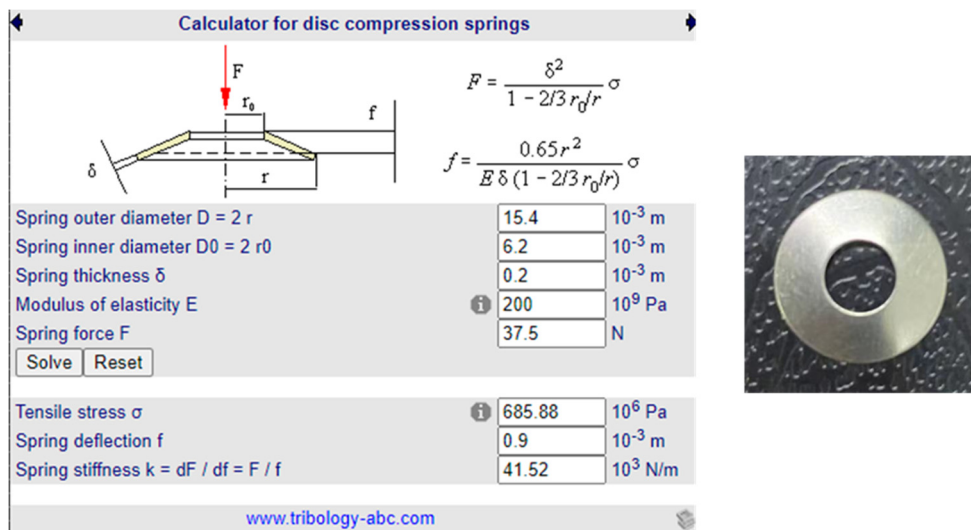 Calculator for disc compression springs
F
r₀
f
δ
r
F = δ² / (1 − 2/3 r₀/r) σ
f = 0.65 r² / (E δ (1 − 2/3 r₀/r)) σ
Spring outer diameter D = 2 r 15.4 10⁻³ m
Spring inner diameter D0 = 2 r0 6.2 10⁻³ m
Spring thickness δ 0.2 10⁻³ m
Modulus of elasticity E i 200 10⁹ Pa
Spring force F 37.5 N
Solve Reset
Tensile stress σ i 685.88 10⁶ Pa
Spring deflection f 0.9 10⁻³ m
Spring stiffness k = dF / df = F / f 41.52 10³ N/m
www.tribology-abc.com